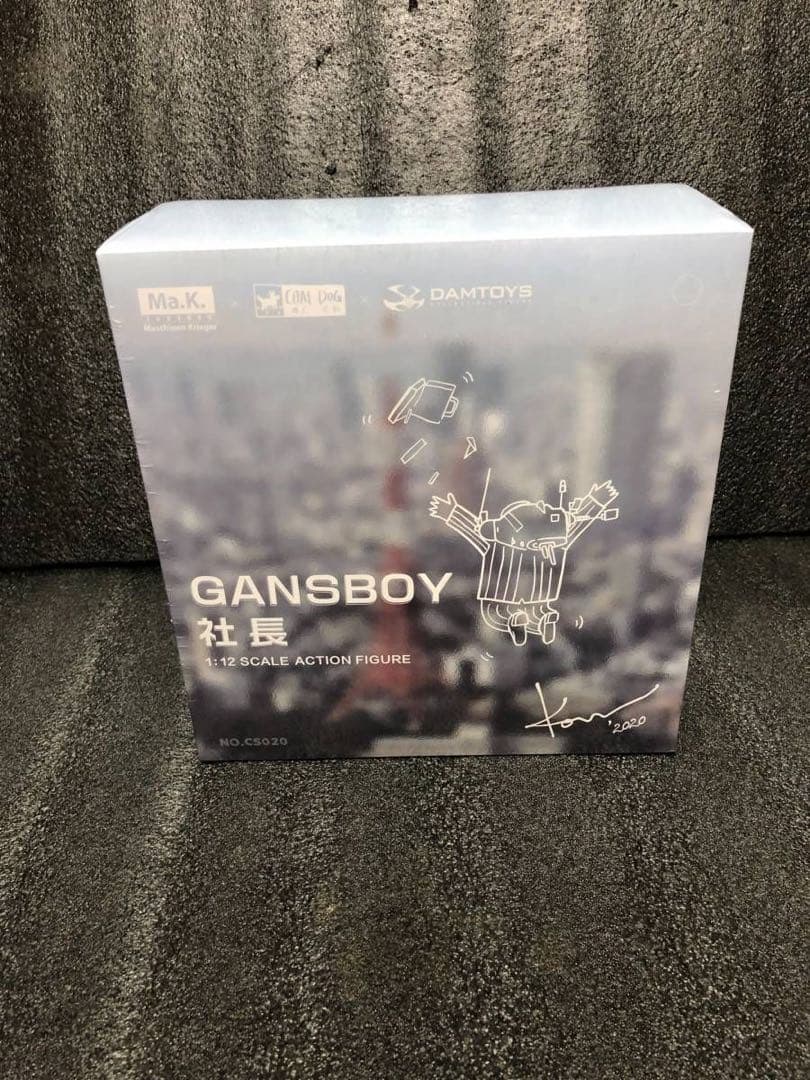 Ma.K.
Maschinen Krieger
×
COAL DOG
×
DAMTOYS
GANSBOY
社長
1:12 SCALE ACTION FIGURE
2020
NO.CS020